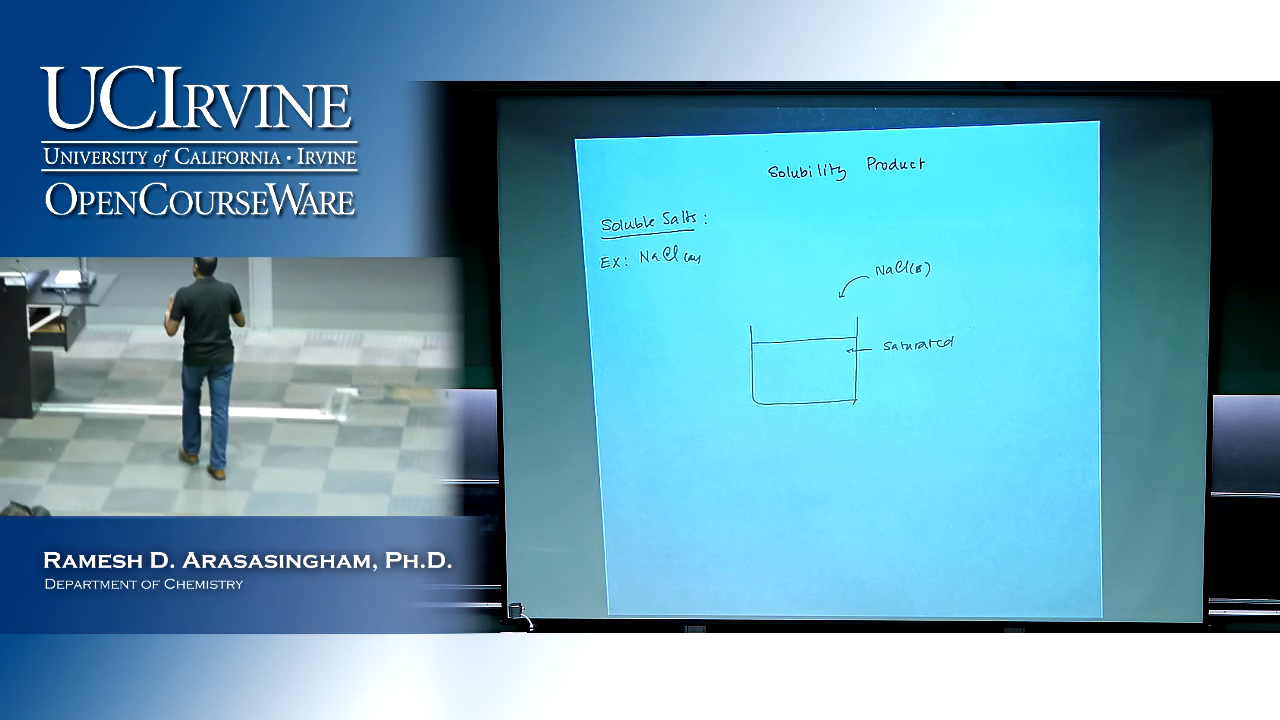 UCIRVINE
UNIVERSITY of CALIFORNIA · IRVINE
OPENCOURSEWARE
RAMESH D. ARASASINGHAM, PH.D.
DEPARTMENT OF CHEMISTRY
Solubility Product
Soluble Salts :
EX: NaCl
NaCl(s)
Saturated